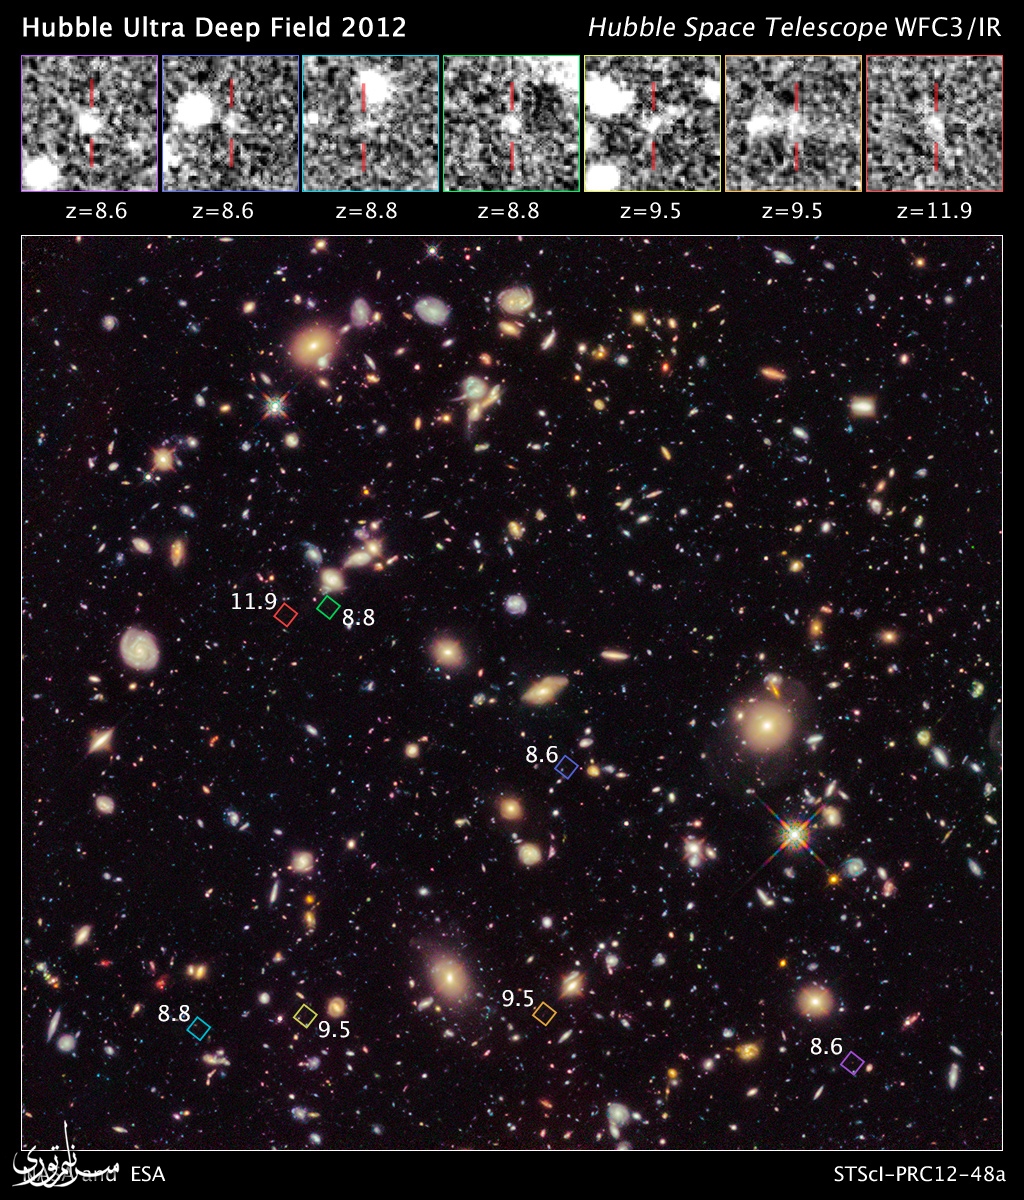 Hubble Ultra Deep Field 2012
Hubble Space Telescope WFC3/IR
z=8.6
z=8.6
z=8.8
z=8.8
z=9.5
z=9.5
z=11.9
11.9
8.8
8.6
9.5
8.8
9.5
8.6
and ESA
STScI-PRC12-48a